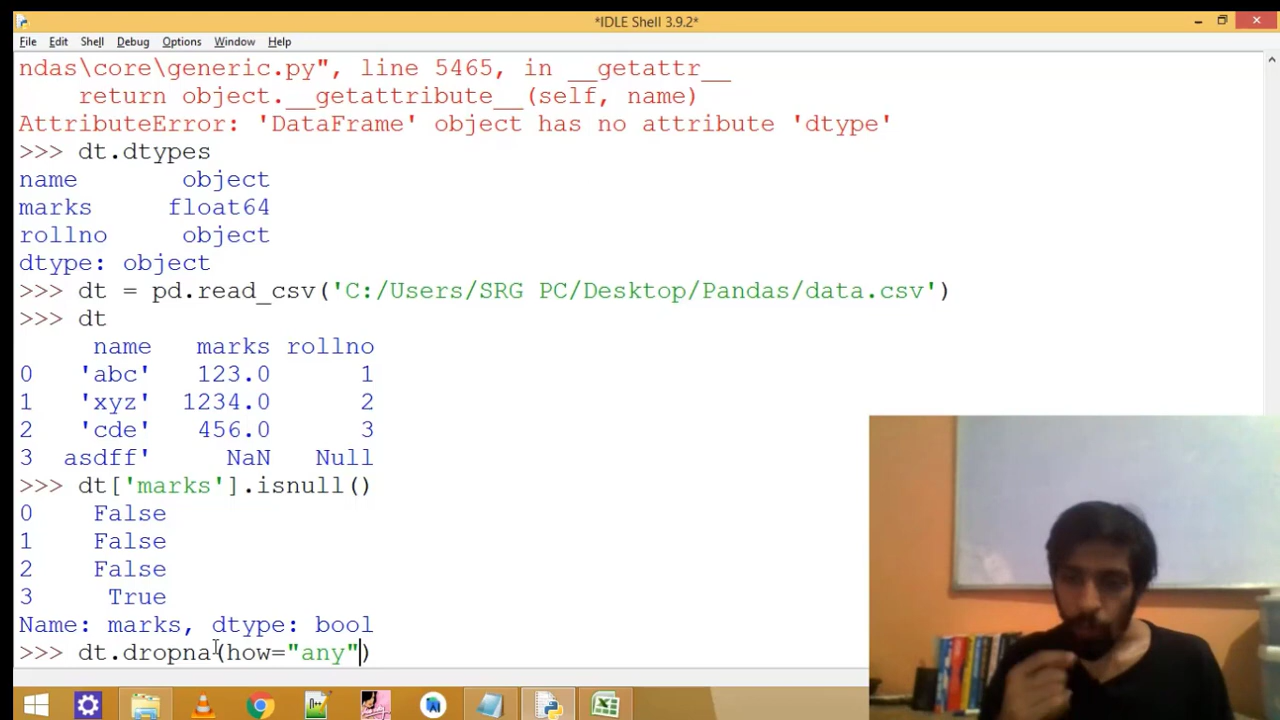 *IDLE Shell 3.9.2*
File Edit Shell Debug Options Window Help
ndas\core\generic.py", line 5465, in __getattr__
    return object.__getattribute__(self, name)
AttributeError: 'DataFrame' object has no attribute 'dtype'
>>> dt.dtypes
name       object
marks     float64
rollno     object
dtype: object
>>> dt = pd.read_csv('C:/Users/SRG PC/Desktop/Pandas/data.csv')
>>> dt
     name   marks rollno
0   'abc'   123.0      1
1   'xyz'  1234.0      2
2   'cde'   456.0      3
3  asdff'     NaN   Null
>>> dt['marks'].isnull()
0    False
1    False
2    False
3     True
Name: marks, dtype: bool
>>> dt.dropna(how="any")